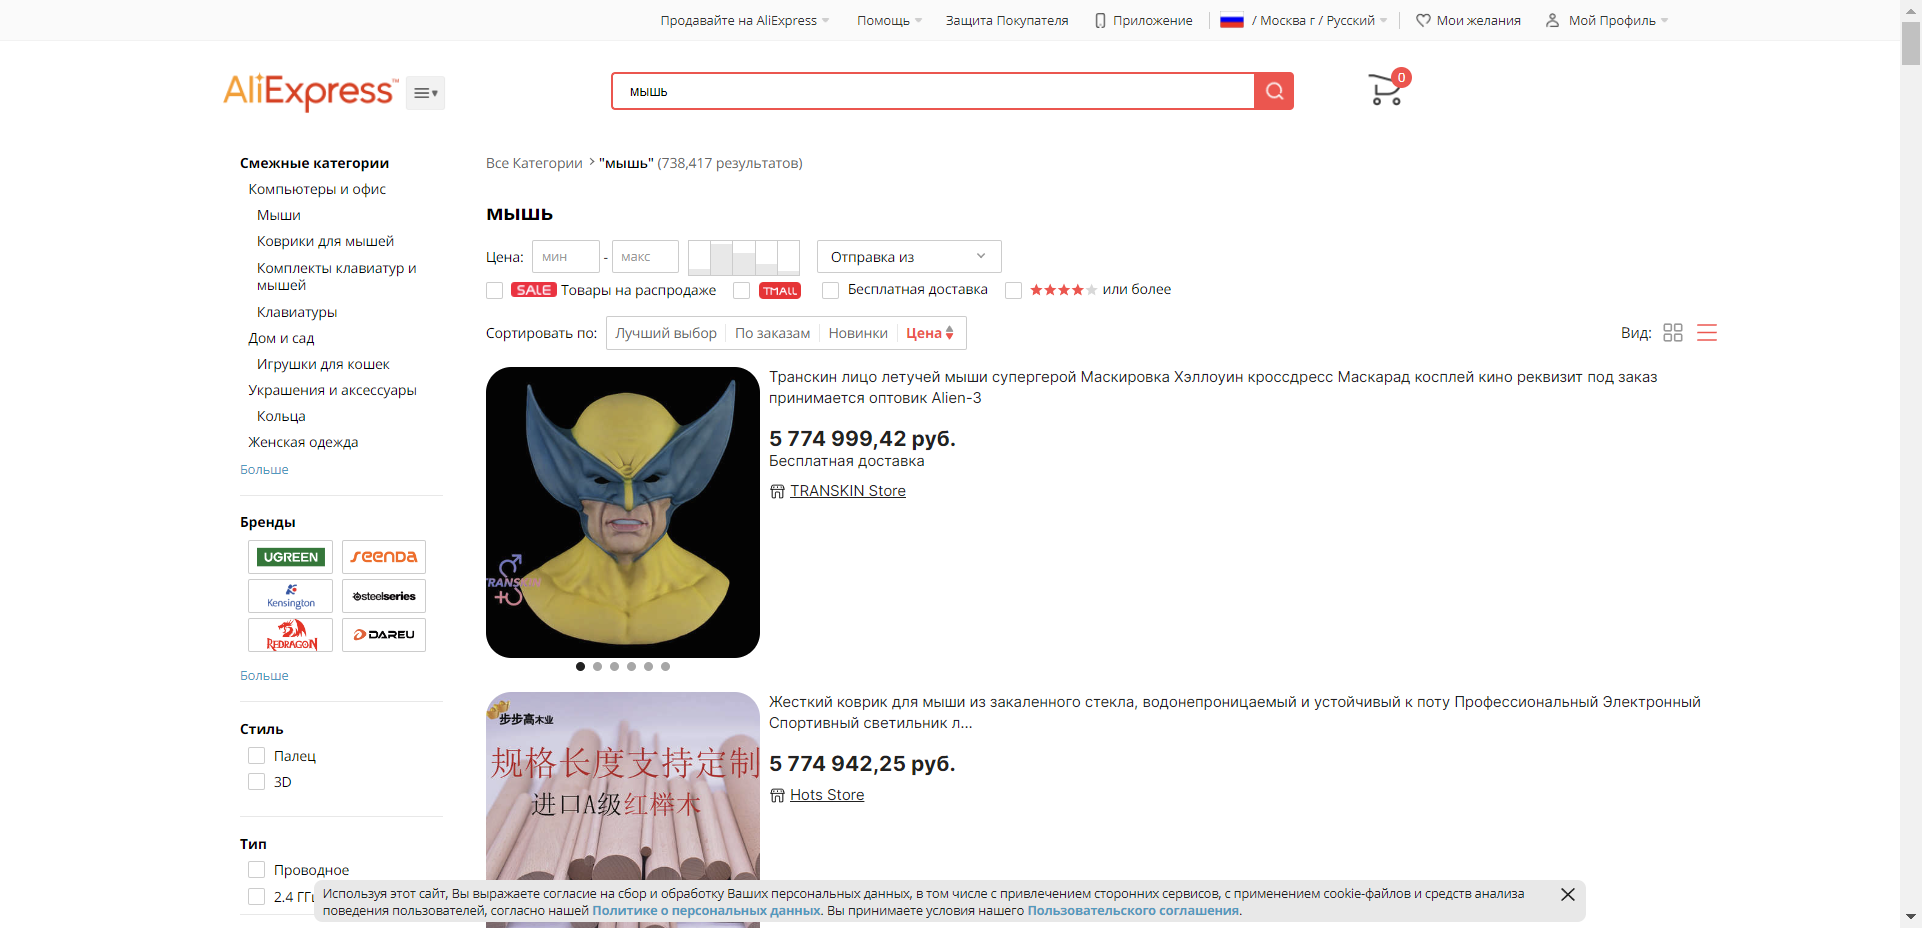 Продавайте на AliExpress
Помощь
Защита Покупателя
Приложение
/ Москва г / Русский
Мои желания
Мой Профиль
AliExpress™
мышь
0
Смежные категории
Компьютеры и офис
Мыши
Коврики для мышей
Комплекты клавиатур и
мышей
Клавиатуры
Дом и сад
Игрушки для кошек
Украшения и аксессуары
Кольца
Женская одежда
Больше
Бренды
UGREEN
SEENDA
Kensington
steelseries
REDRAGON
DAREU
Больше
Стиль
Палец
3D
Тип
Проводное
Все Категории > "мышь" (738,417 результатов)
мышь
Цена: мин - макс
Отправка из
SALE Товары на распродаже
TMALL
Бесплатная доставка
или более
Сортировать по:
Лучший выбор
По заказам
Новинки
Цена
Вид:
Транскин лицо летучей мыши супергерой Маскировка Хэллоуин кроссдресс Маскарад косплей кино реквизит под заказ
принимается оптовик Alien-3
5 774 999,42 руб.
Бесплатная доставка
TRANSKIN Store
TRANSKIN
Жесткий коврик для мыши из закаленного стекла, водонепроницаемый и устойчивый к поту Профессиональный Электронный
Спортивный светильник л...
5 774 942,25 руб.
Hots Store
步步高木业
规格长度支持定制
进口A级红榉木
2.4 ГГц
Используя этот сайт, Вы выражаете согласие на сбор и обработку Ваших персональных данных, в том числе с привлечением сторонних сервисов, с применением cookie-файлов и средств анализа
поведения пользователей, согласно нашей Политике о персональных данных. Вы принимаете условия нашего Пользовательского соглашения.